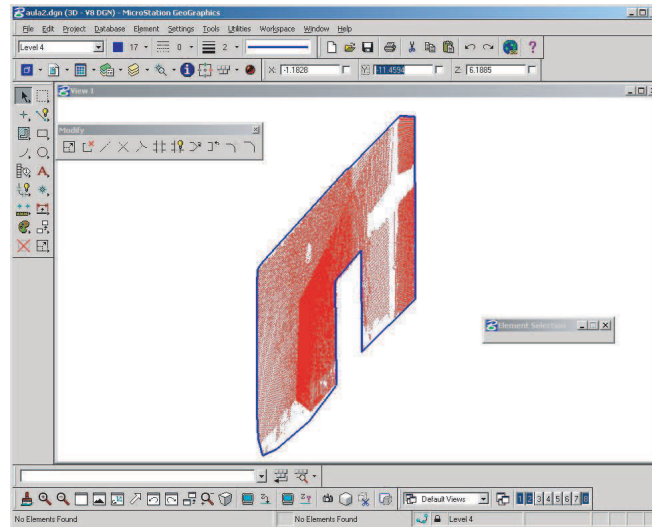 aula2.dgn (3D - V8 DGN) - MicroStation GeoGraphics
File Edit Project Database Element Settings Tools Utilities Workspace Window Help
Level 4 17 0 2
X: -1.1828 Y: 11.4594 Z: 6.1885
View 1
Modify
Element Selection
Default Views 1 2 3 4 5 6 7 8
No Elements Found No Elements Found Level 4